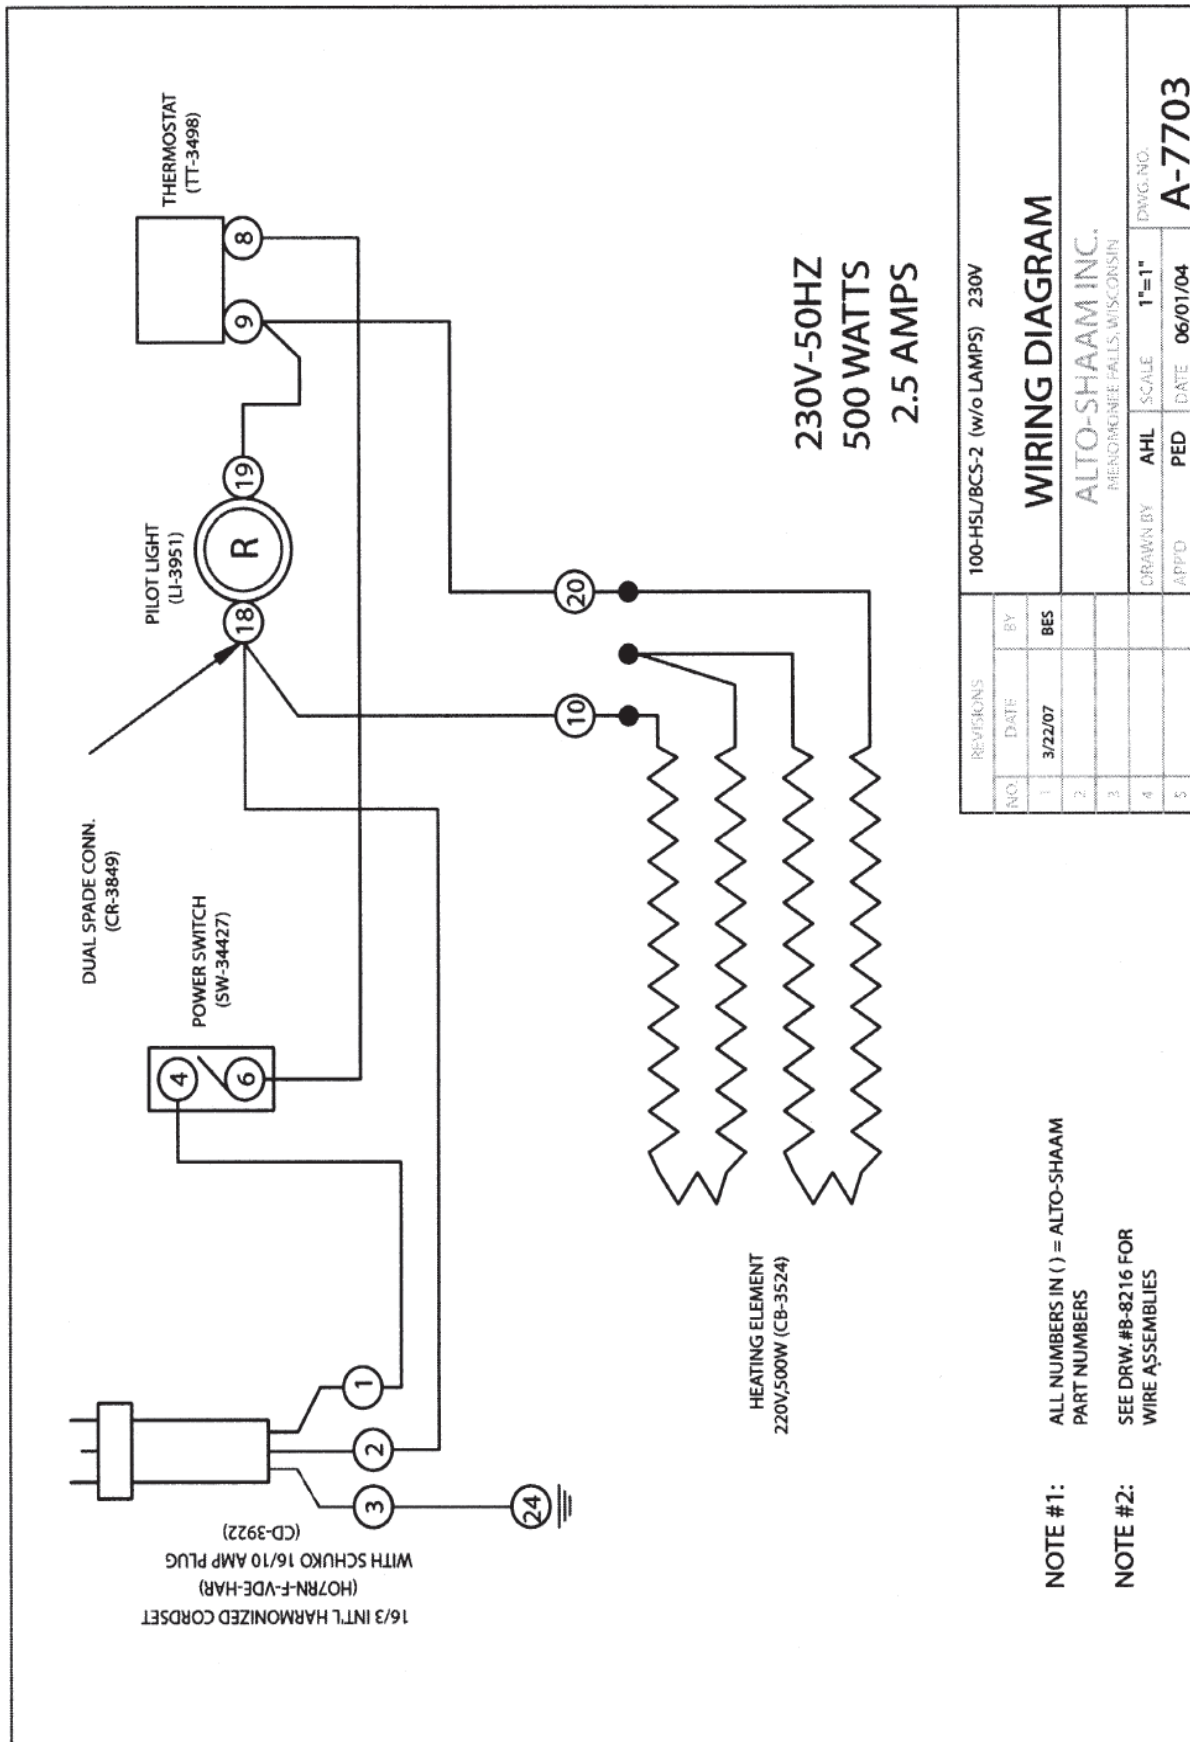 16/3 INT'L HARMONIZED CORDSET
(HO7RN-F-VDE-HAR)
WITH SCHUKO 16/10 AMP PLUG
(CD-3922)
1
2
3
24
DUAL SPADE CONN.
(CR-3849)
POWER SWITCH
(SW-34427)
4
6
PILOT LIGHT
(LI-3951)
18
R
19
THERMOSTAT
(TT-3498)
9
8
10
20
HEATING ELEMENT
220V,500W (CB-3524)
230V-50HZ
500 WATTS
2.5 AMPS
NOTE #1:
ALL NUMBERS IN ( ) = ALTO-SHAAM
PART NUMBERS
NOTE #2:
SEE DRW. #B-8216 FOR
WIRE ASSEMBLIES
REVISIONS
NO. DATE BY
1 3/22/07 BES
2
3
4
5
100-HSL/BCS-2 (w/o LAMPS) 230V
WIRING DIAGRAM
ALTO-SHAAM INC.
MENOMONEE FALLS, WISCONSIN
DRAWN BY AHL SCALE 1"=1" DWG. NO.
APP'D PED DATE 06/01/04 A-7703